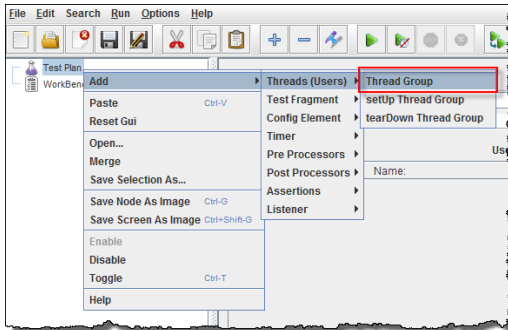 File Edit Search Run Options Help
Test Plan
WorkBen
Add
Paste Ctrl-V
Reset Gui
Open...
Merge
Save Selection As...
Save Node As Image Ctrl-G
Save Screen As Image Ctrl+Shift-G
Enable
Disable
Toggle Ctrl-T
Help
Threads (Users)
Test Fragment
Config Element
Timer
Pre Processors
Post Processors
Assertions
Listener
Thread Group
setUp Thread Group
tearDown Thread Group
Use
Name: